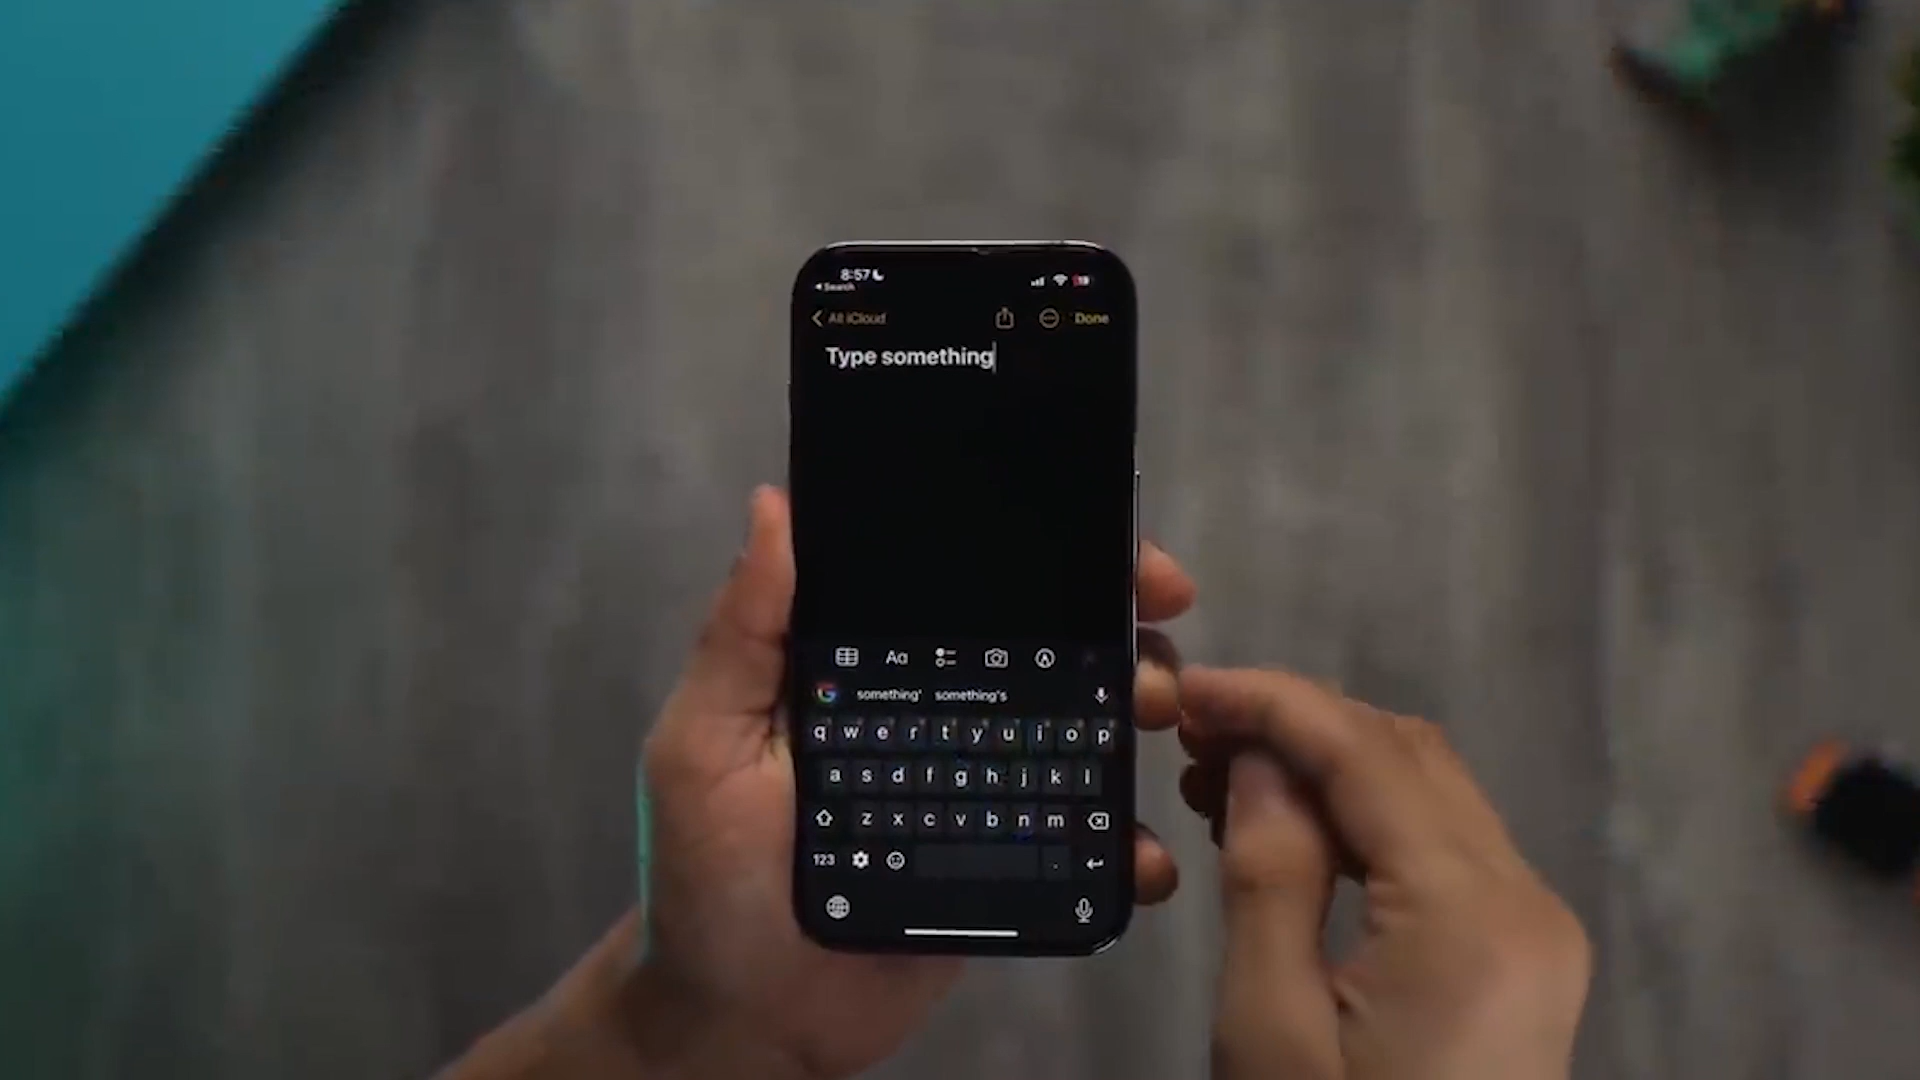 8:57
Search
All iCloud Done
Type something
Aa
something' something's
q w e r t y u i o p
a s d f g h j k l
z x c v b n m
123 .